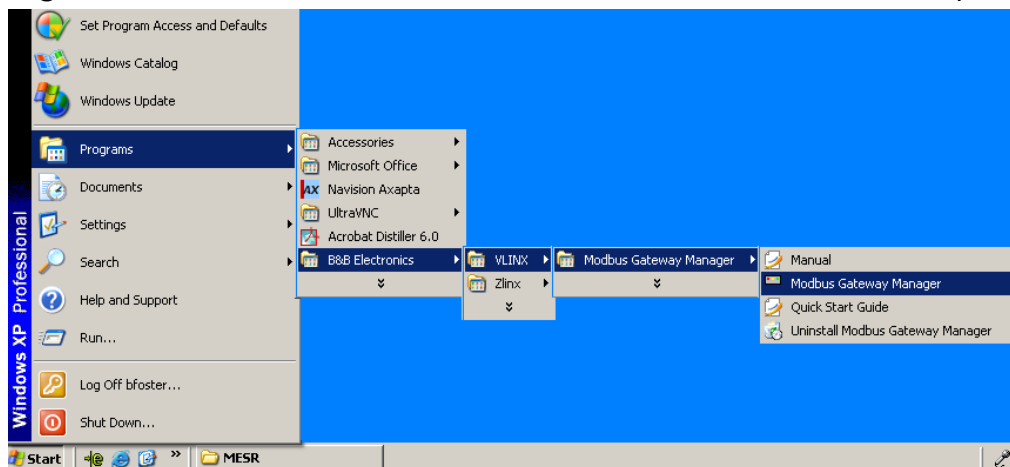 Set Program Access and Defaults
Windows Catalog
Windows Update
Programs
Documents
Settings
Search
Help and Support
Run...
Log Off bfoster...
Shut Down...
Windows XP Professional
Accessories
Microsoft Office
AX Navision Axapta
UltraVNC
Acrobat Distiller 6.0
B&B Electronics
VLINX
Zlinx
Modbus Gateway Manager
Manual
Modbus Gateway Manager
Quick Start Guide
Uninstall Modbus Gateway Manager
Start
MESR